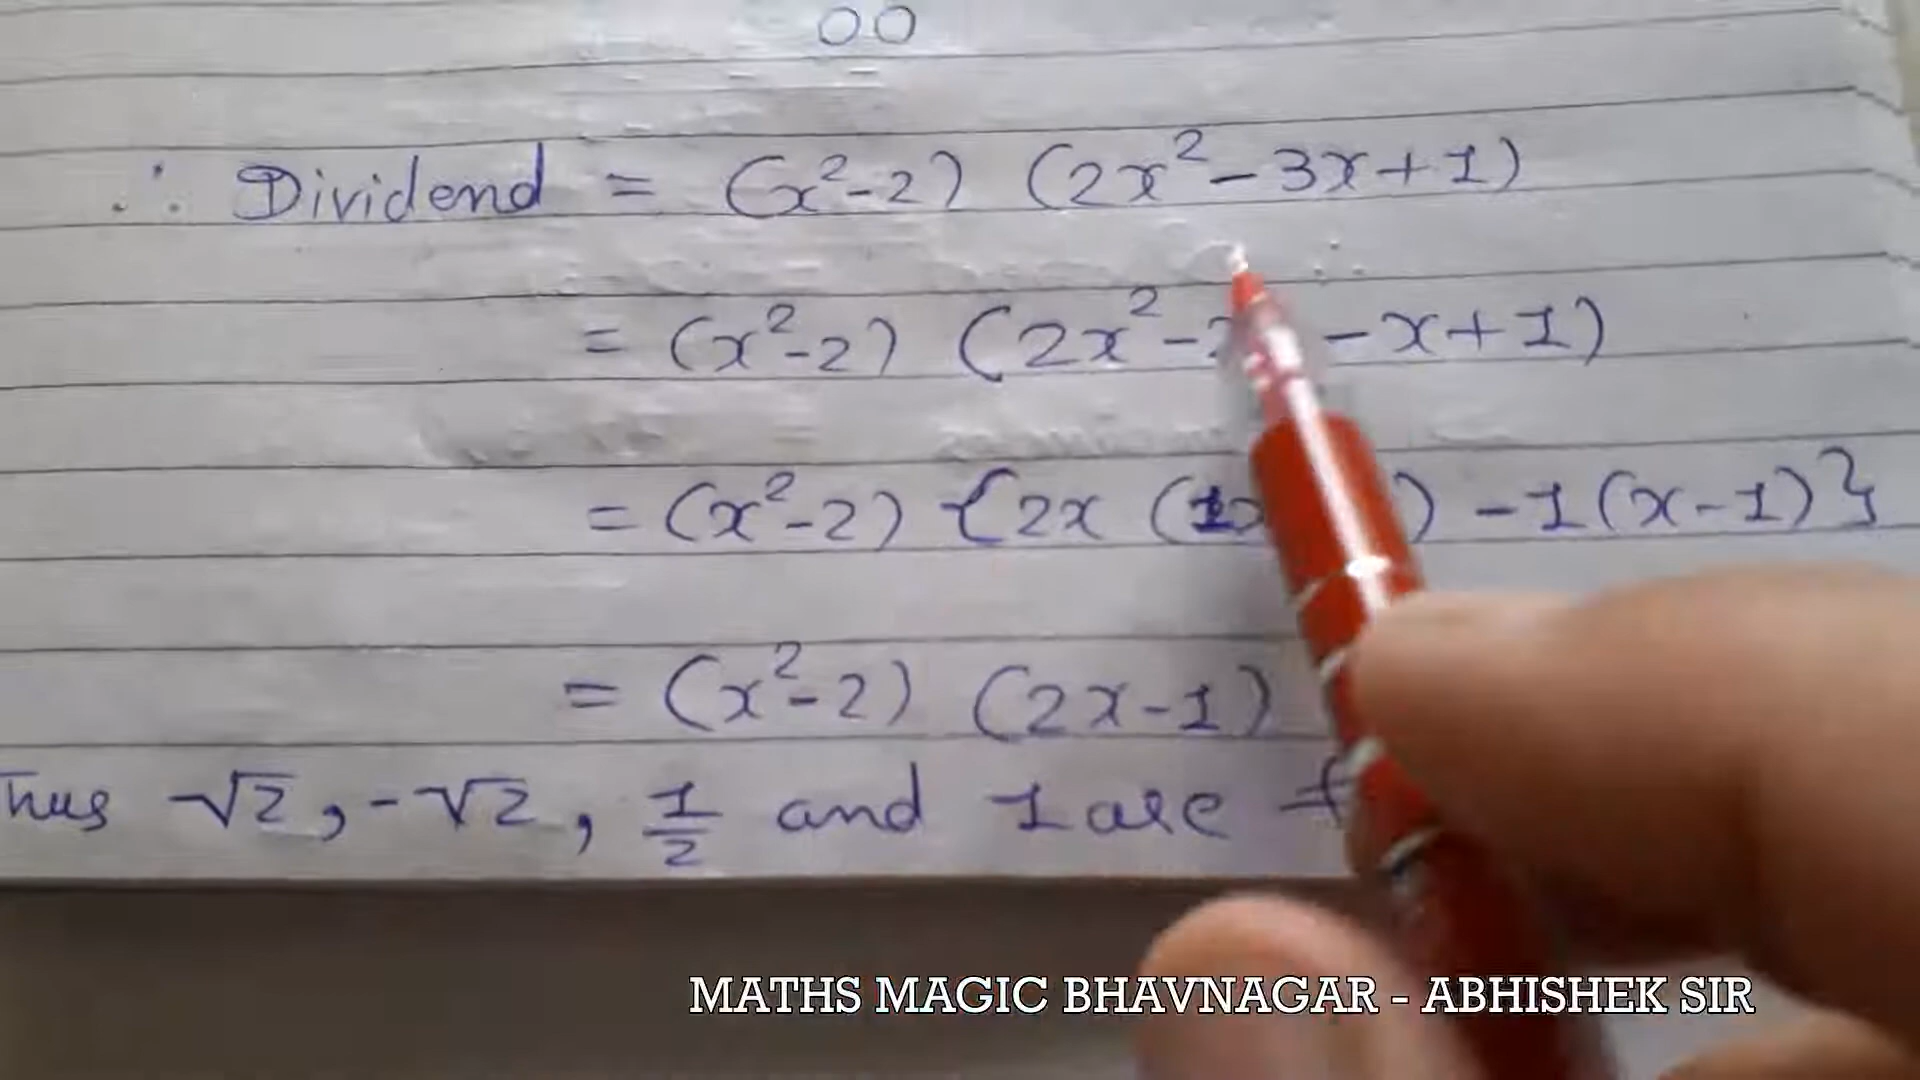 00
∴ Dividend = (x²-2) (2x²-3x+1)
= (x²-2) (2x²- -x+1)
= (x²-2) {2x (1x ) -1(x-1)}
= (x²-2) (2x-1)
Thus √2, -√2, 1/2 and 1 are
MATHS MAGIC BHAVNAGAR - ABHISHEK SIR